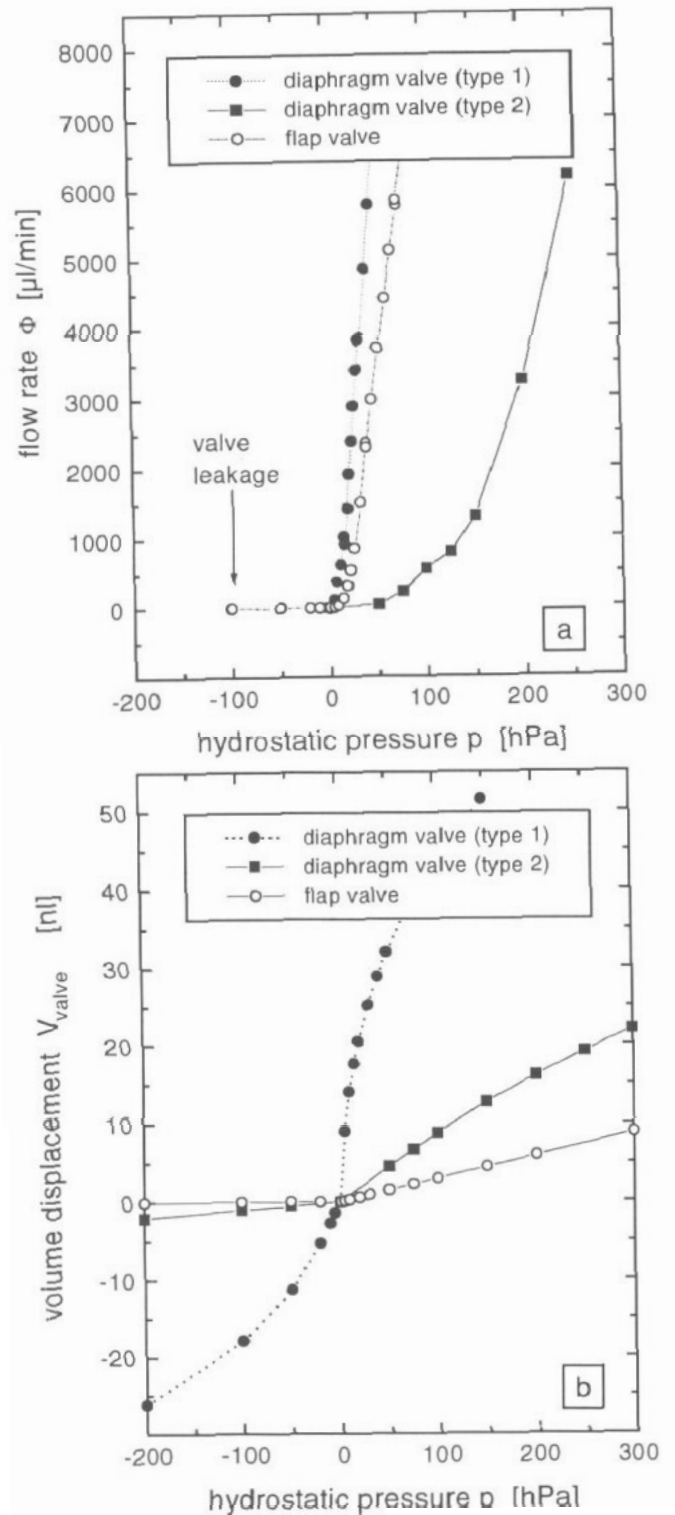 8000
7000
6000
5000
4000
3000
2000
1000
0
flow rate Φ [µl/min]
diaphragm valve (type 1)
diaphragm valve (type 2)
flap valve
valve
leakage
a
-200 -100 0 100 200 300
hydrostatic pressure p [hPa]
50
40
30
20
10
0
-10
-20
volume displacement Vvalve [nl]
diaphragm valve (type 1)
diaphragm valve (type 2)
flap valve
b
-200 -100 0 100 200 300
hydrostatic pressure p [hPa]